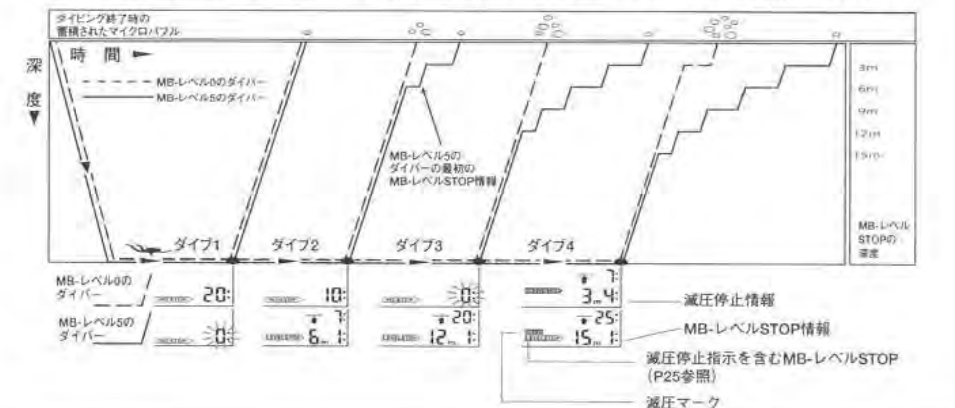 ダイビング終了時の
蓄積されたマイクロバブル
時 間
深
度
MB-レベル0のダイバー
MB-レベル5のダイバー
3m
6m
9m
12m
15m
MB-レベル5の
ダイバーの最初の
MB-レベルSTOP情報
MB-レベル
STOPの
深度
ダイブ1
ダイブ2
ダイブ3
ダイブ4
MB-レベル0の
ダイバー
20:
10:
0:
7:
3m 4:
減圧停止情報
MB-レベル5の
ダイバー
0:
7:
6m 1:
20:
12m 1:
25:
15m 1:
MB-レベルSTOP情報
減圧停止指示を含むMB-レベルSTOP
(P25参照)
減圧マーク